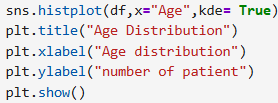 sns.histplot(df,x="Age",kde= True)
plt.title("Age Distribution")
plt.xlabel("Age distribution")
plt.ylabel("number of patient")
plt.show()